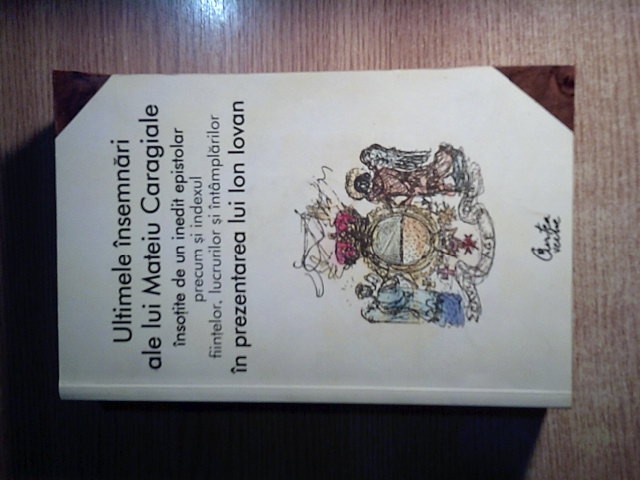 Ultimele însemnări
ale lui Mateiu Caragiale
însoțite de un inedit epistolar
precum și indexul
ființelor, lucrurilor și întâmplărilor
în prezentarea lui Ion Iovan
Curtea
veche